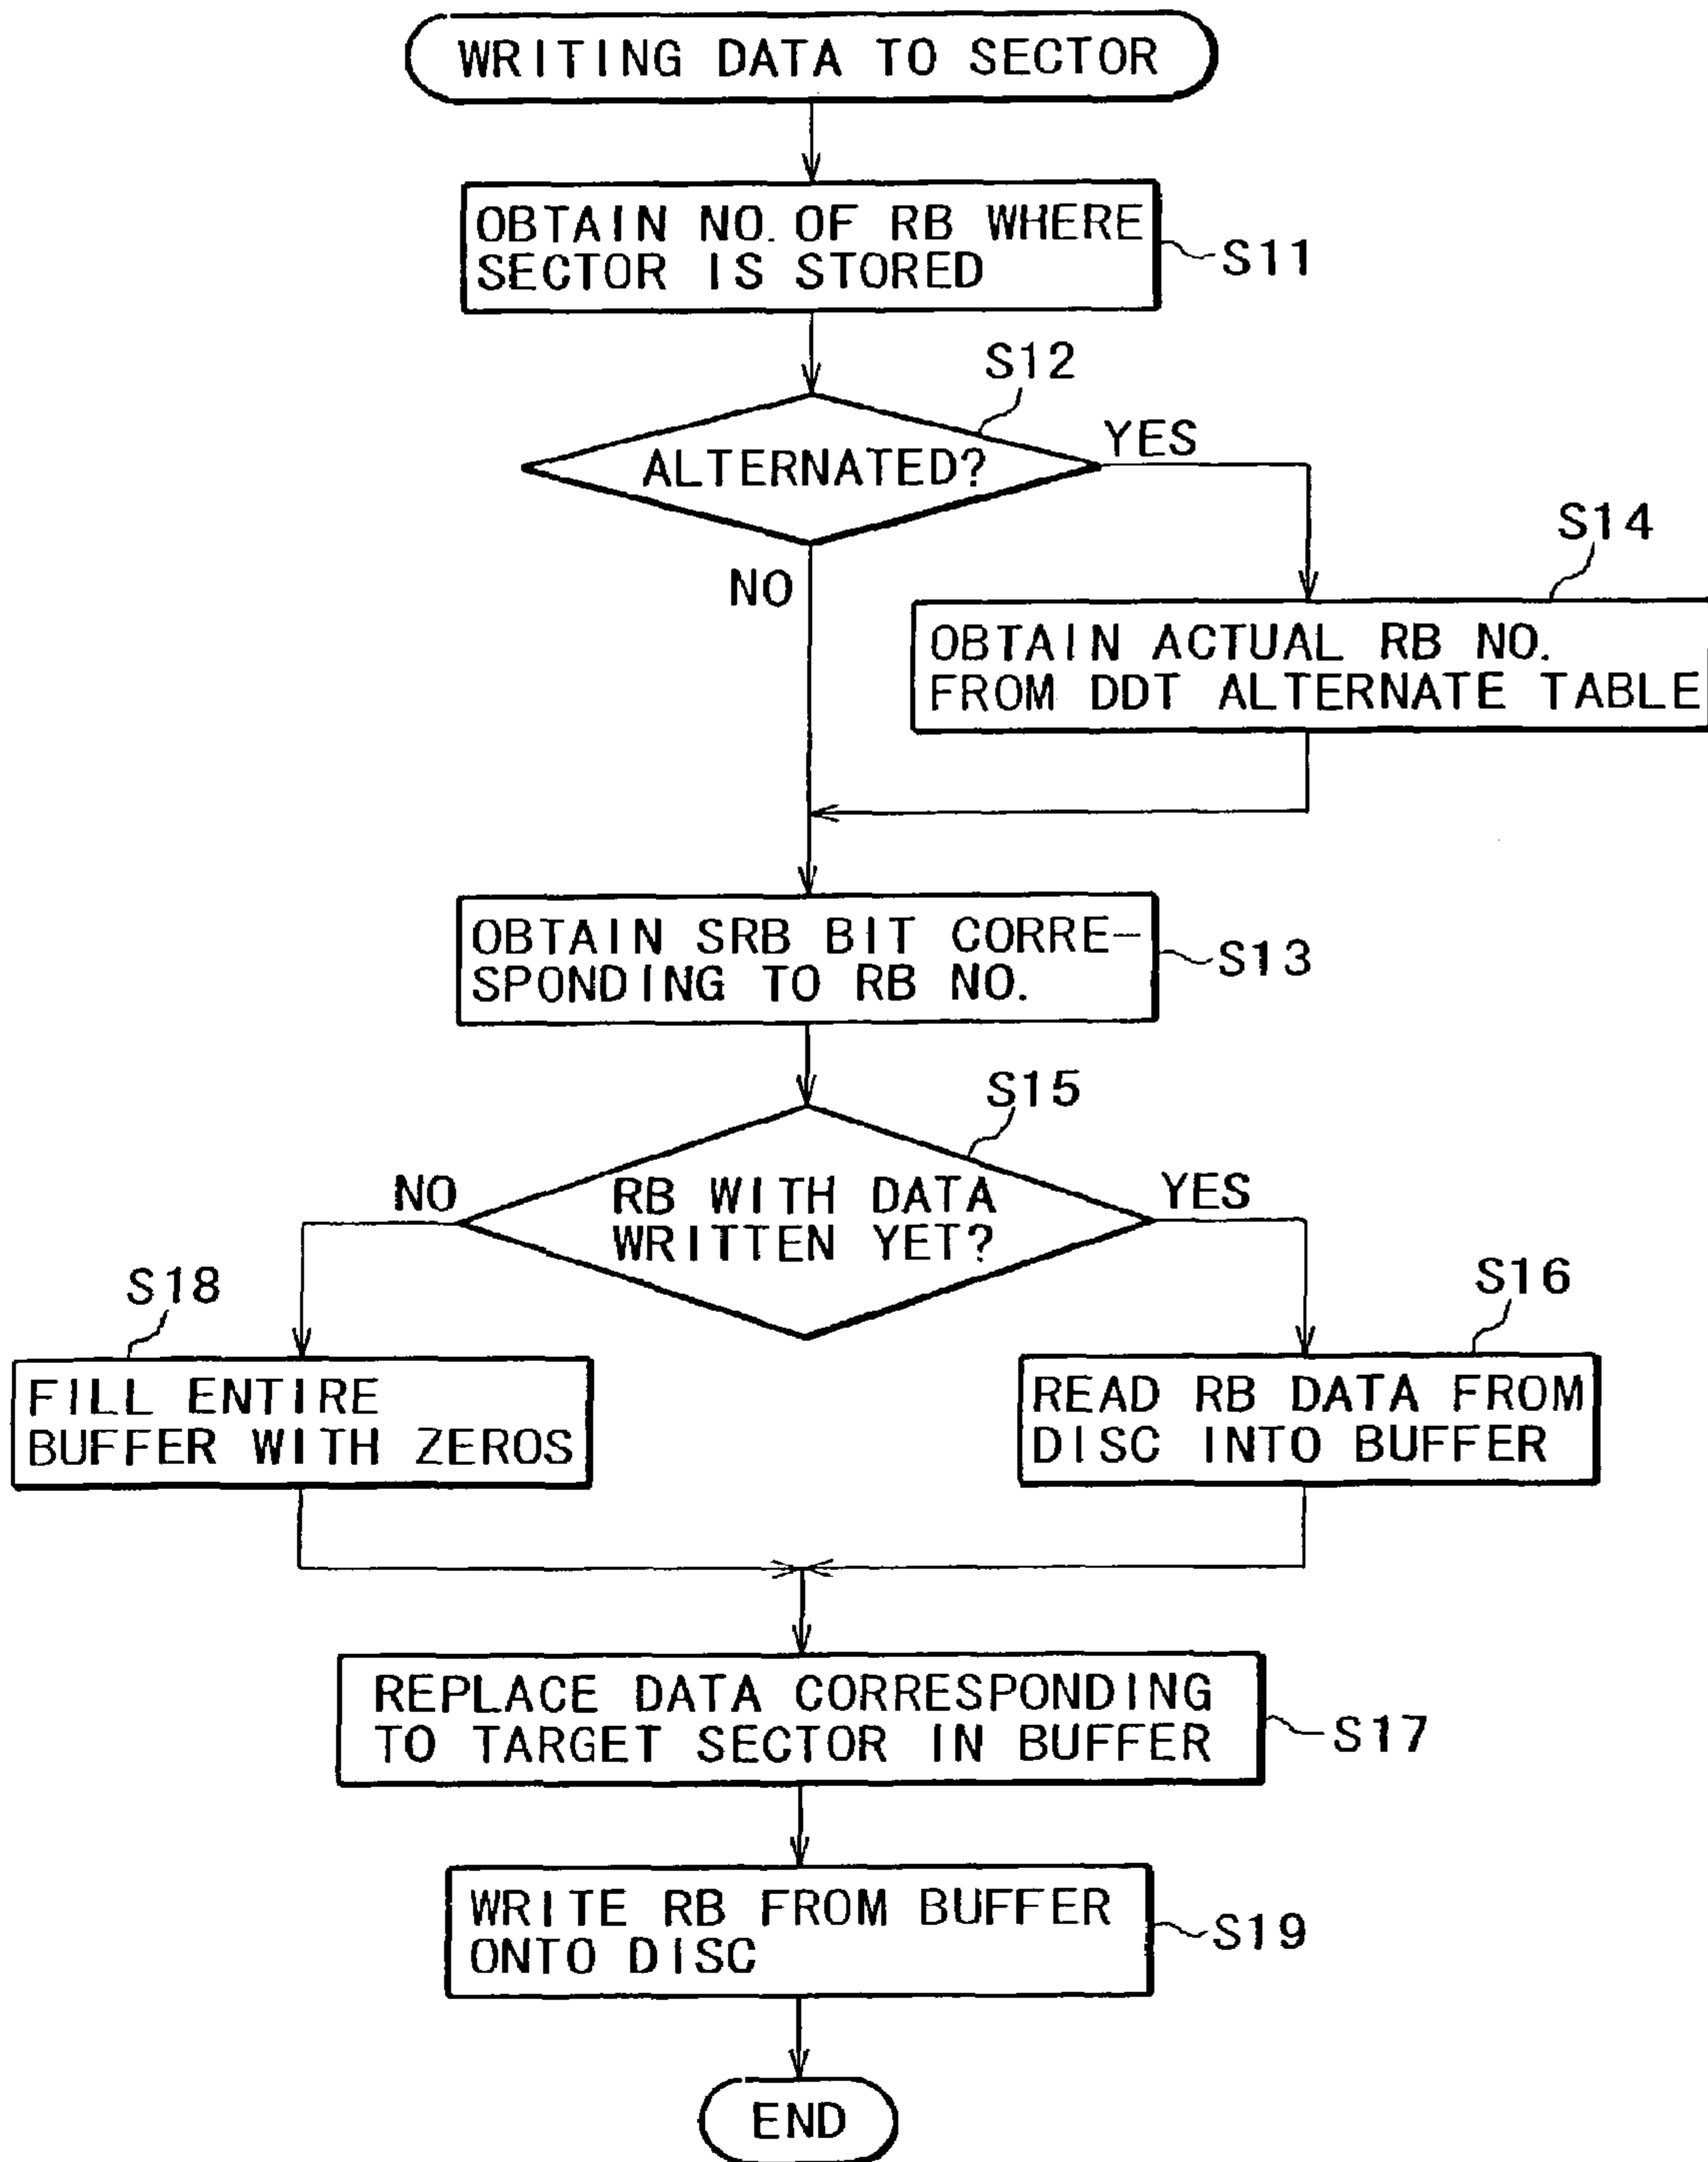 WRITING DATA TO SECTOR
OBTAIN NO. OF RB WHERE
SECTOR IS STORED
S11
S12
ALTERNATED?
YES
NO
S14
OBTAIN ACTUAL RB NO.
FROM DDT ALTERNATE TABLE
OBTAIN SRB BIT CORRE-
SPONDING TO RB NO.
S13
S15
RB WITH DATA
WRITTEN YET?
NO
YES
S18
FILL ENTIRE
BUFFER WITH ZEROS
S16
READ RB DATA FROM
DISC INTO BUFFER
REPLACE DATA CORRESPONDING
TO TARGET SECTOR IN BUFFER
S17
WRITE RB FROM BUFFER
ONTO DISC
S19
END